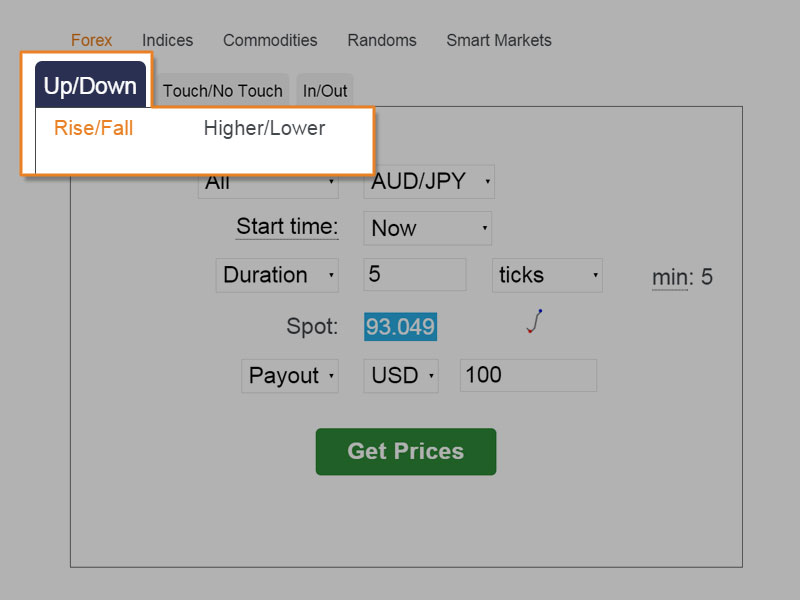 Forex Indices Commodities Randoms Smart Markets
Up/Down Touch/No Touch In/Out
Rise/Fall Higher/Lower
All AUD/JPY
Start time: Now
Duration 5 ticks min: 5
Spot: 93.049
Payout USD 100
Get Prices